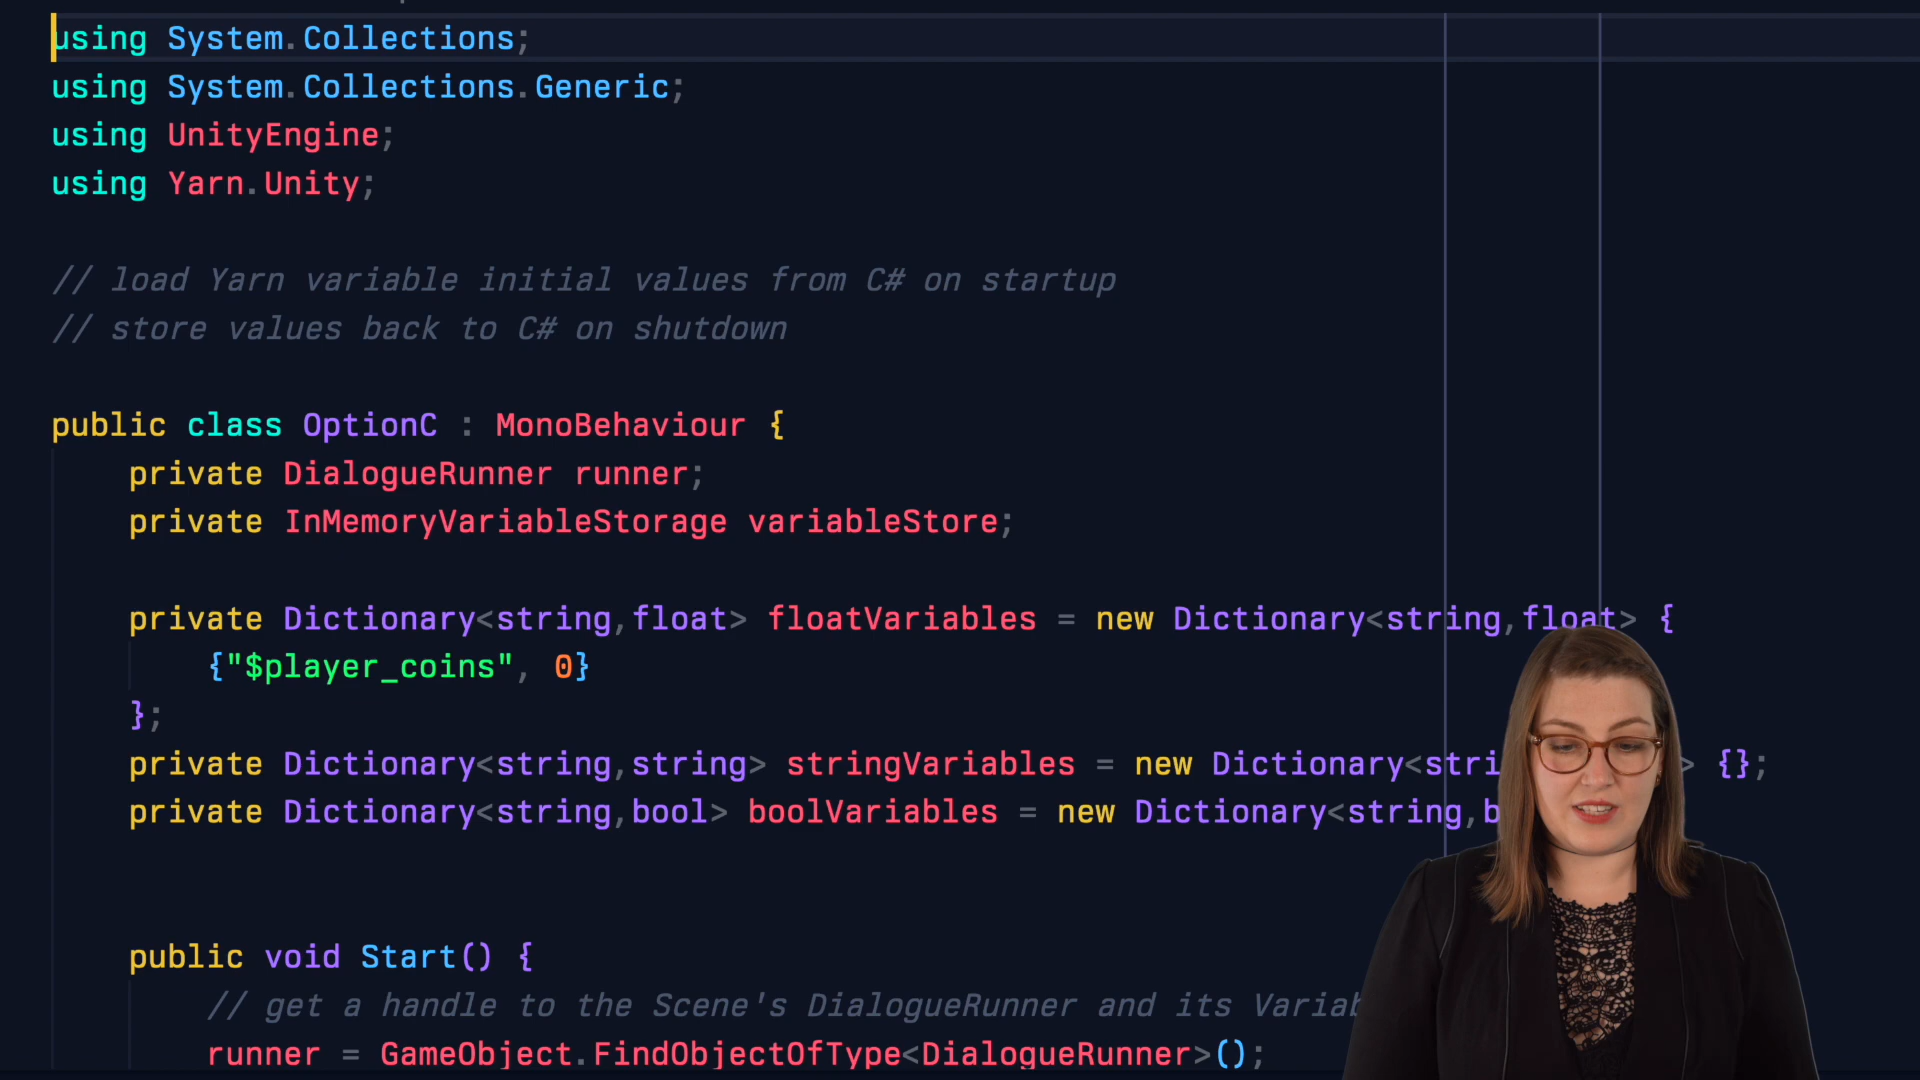 using System.Collections;
using System.Collections.Generic;
using UnityEngine;
using Yarn.Unity;
// load Yarn variable initial values from C# on startup
// store values back to C# on shutdown
public class OptionC : MonoBehaviour {
private DialogueRunner runner;
private InMemoryVariableStorage variableStore;
private Dictionary<string,float> floatVariables = new Dictionary<string,float> {
{"$player_coins", 0}
};
private Dictionary<string,string> stringVariables = new Dictionary< > {};
private Dictionary<string,bool> boolVariables = new Dictionary<string,
public void Start() {
// get a handle to the Scene's DialogueRunner and its
runner = GameObject.FindObjectOfType<DialogueRunner>();